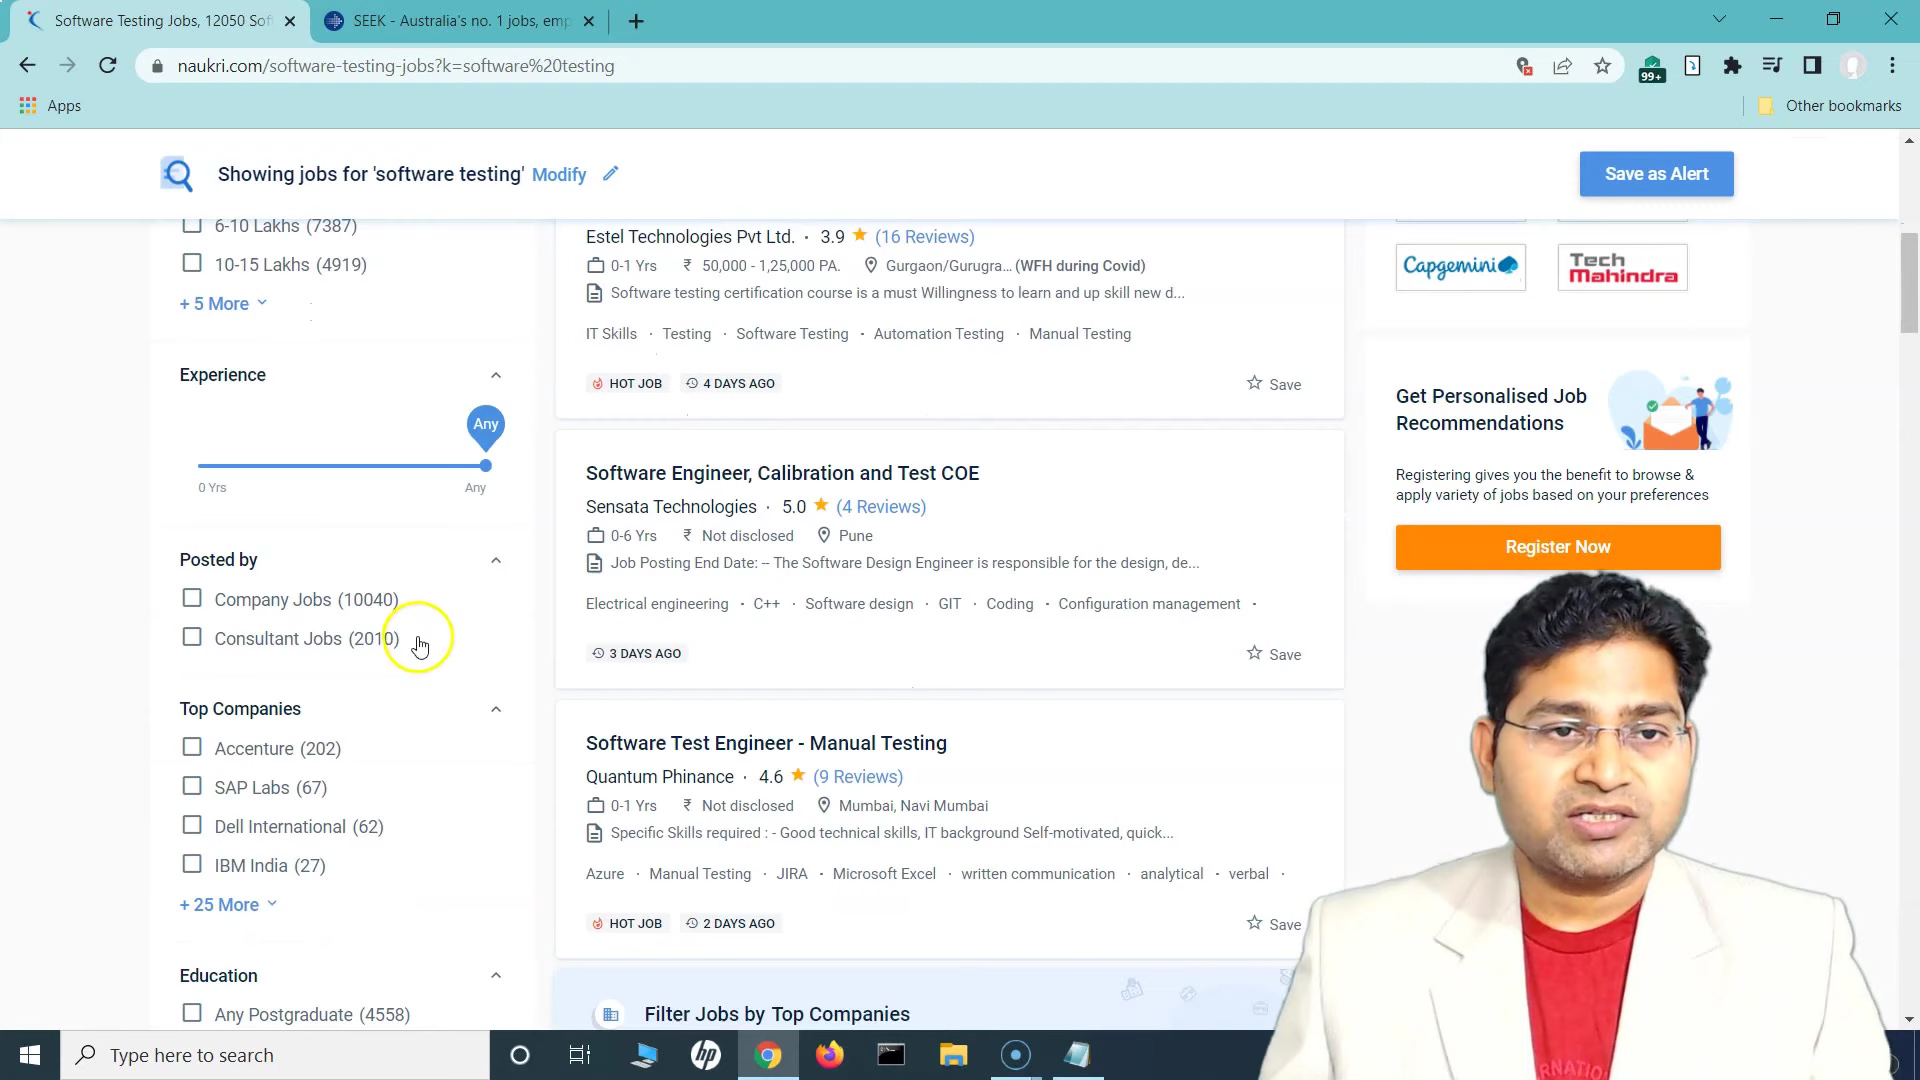 Software Testing Jobs, 12050 Sof
SEEK - Australia's no. 1 jobs, emp
naukri.com/software-testing-jobs?k=software%20testing
99+
Apps
Other bookmarks
Showing jobs for 'software testing' Modify
Save as Alert
6-10 Lakhs (7387)
10-15 Lakhs (4919)
+ 5 More
Experience
Any
0 Yrs
Any
Posted by
Company Jobs (10040)
Consultant Jobs (2010)
Top Companies
Accenture (202)
SAP Labs (67)
Dell International (62)
IBM India (27)
+ 25 More
Education
Any Postgraduate (4558)
Estel Technologies Pvt Ltd. · 3.9 (16 Reviews)
0-1 Yrs ₹ 50,000 - 1,25,000 PA. Gurgaon/Gurugra... (WFH during Covid)
Software testing certification course is a must Willingness to learn and up skill new d...
IT Skills · Testing · Software Testing · Automation Testing · Manual Testing
HOT JOB 4 DAYS AGO Save
Software Engineer, Calibration and Test COE
Sensata Technologies · 5.0 (4 Reviews)
0-6 Yrs ₹ Not disclosed Pune
Job Posting End Date: -- The Software Design Engineer is responsible for the design, de...
Electrical engineering · C++ · Software design · GIT · Coding · Configuration management ·
3 DAYS AGO Save
Software Test Engineer - Manual Testing
Quantum Phinance · 4.6 (9 Reviews)
0-1 Yrs ₹ Not disclosed Mumbai, Navi Mumbai
Specific Skills required : - Good technical skills, IT background Self-motivated, quick...
Azure · Manual Testing · JIRA · Microsoft Excel · written communication · analytical · verbal ·
HOT JOB 2 DAYS AGO Save
Filter Jobs by Top Companies
Capgemini
Tech
Mahindra
Get Personalised Job
Recommendations
Registering gives you the benefit to browse &
apply variety of jobs based on your preferences
Register Now
Type here to search
hp